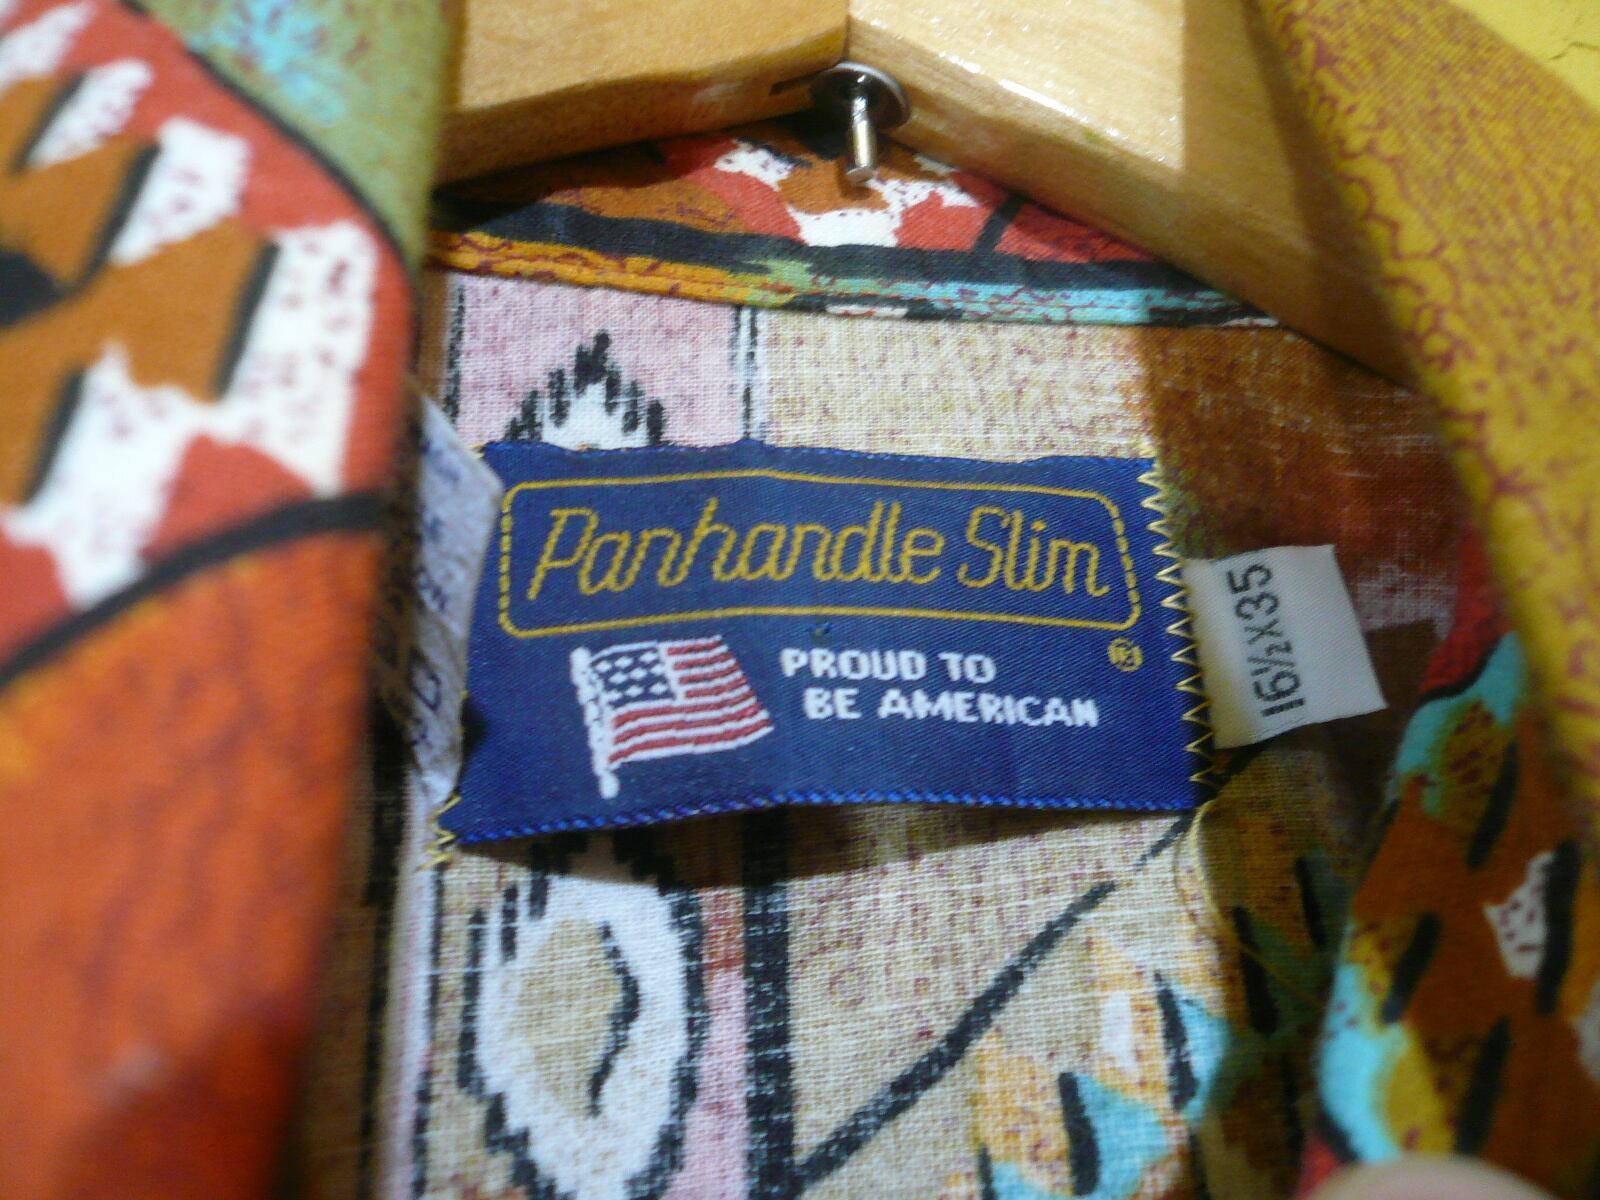 Panhandle Slim
®
PROUD TO
BE AMERICAN
16½X35